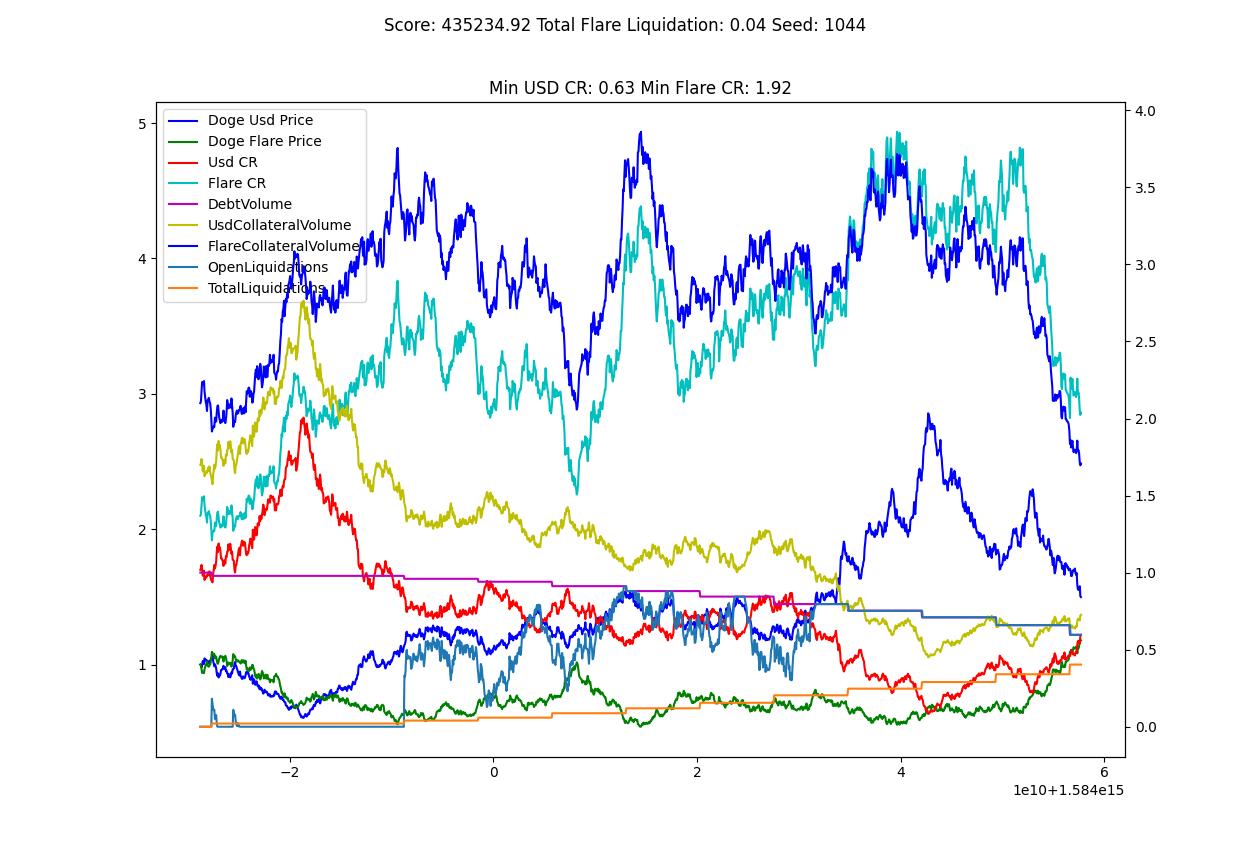 Score: 435234.92 Total Flare Liquidation: 0.04 Seed: 1044
Min USD CR: 0.63 Min Flare CR: 1.92
Doge Usd Price
Doge Flare Price
Usd CR
Flare CR
DebtVolume
UsdCollateralVolume
FlareCollateralVolume
OpenLiquidations
TotalLiquidations
5
4
3
2
1
4.0
3.5
3.0
2.5
2.0
1.5
1.0
0.5
0.0
−2 0 2 4 6
1e10+1.584e15